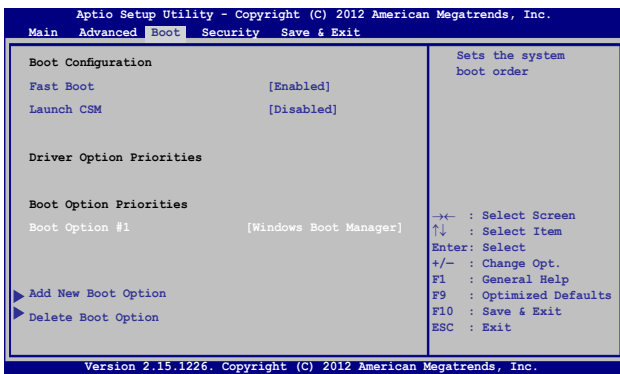 Aptio Setup Utility - Copyright (C) 2012 American Megatrends, Inc.
Main Advanced Boot Security Save & Exit
Boot Configuration
Fast Boot [Enabled]
Launch CSM [Disabled]
Driver Option Priorities
Boot Option Priorities
Boot Option #1 [Windows Boot Manager]
Add New Boot Option
Delete Boot Option
Sets the system
boot order
→← : Select Screen
↑↓ : Select Item
Enter: Select
+/— : Change Opt.
F1 : General Help
F9 : Optimized Defaults
F10 : Save & Exit
ESC : Exit
Version 2.15.1226. Copyright (C) 2012 American Megatrends, Inc.